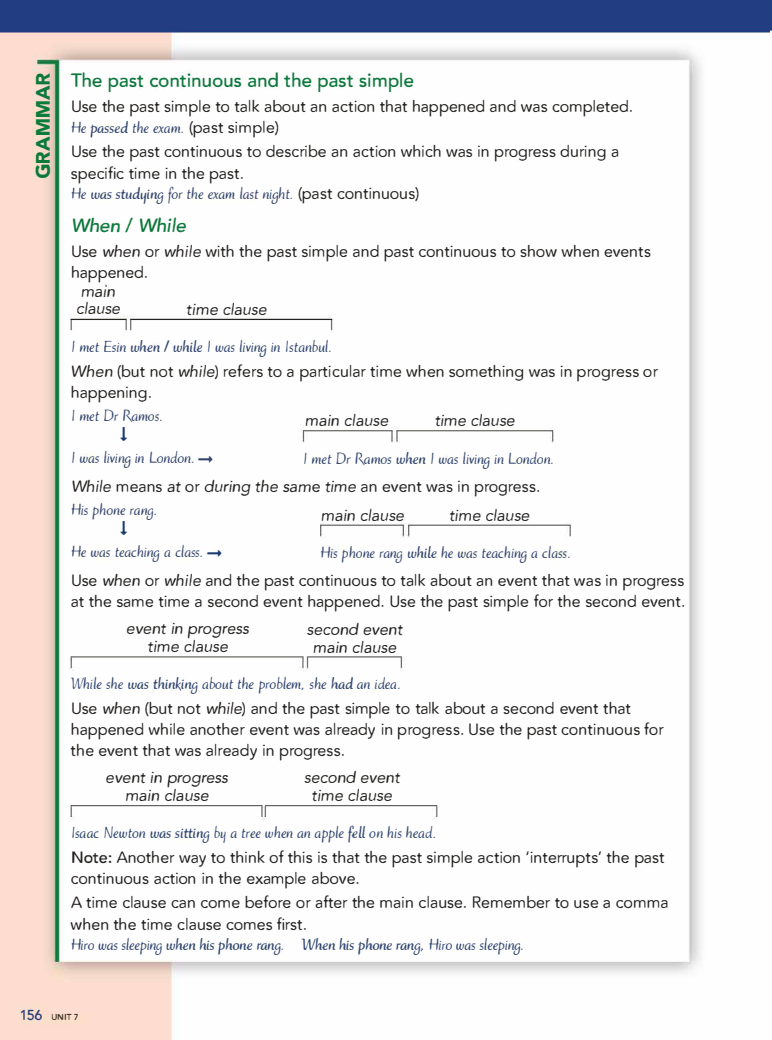 GRAMMAR
The past continuous and the past simple
Use the past simple to talk about an action that happened and was completed.
He passed the exam. (past simple)
Use the past continuous to describe an action which was in progress during a
specific time in the past.
He was studying for the exam last night. (past continuous)
When / While
Use when or while with the past simple and past continuous to show when events
happened.
main
clause time clause
I met Esin when / while I was living in Istanbul.
When (but not while) refers to a particular time when something was in progress or
happening.
I met Dr Ramos. main clause time clause
↓
I was living in London. → I met Dr Ramos when I was living in London.
While means at or during the same time an event was in progress.
His phone rang. main clause time clause
↓
He was teaching a class. → His phone rang while he was teaching a class.
Use when or while and the past continuous to talk about an event that was in progress
at the same time a second event happened. Use the past simple for the second event.
event in progress second event
time clause main clause
While she was thinking about the problem, she had an idea.
Use when (but not while) and the past simple to talk about a second event that
happened while another event was already in progress. Use the past continuous for
the event that was already in progress.
event in progress second event
main clause time clause
Isaac Newton was sitting by a tree when an apple fell on his head.
Note: Another way to think of this is that the past simple action 'interrupts' the past
continuous action in the example above.
A time clause can come before or after the main clause. Remember to use a comma
when the time clause comes first.
Hiro was sleeping when his phone rang. When his phone rang, Hiro was sleeping.
156 UNIT 7